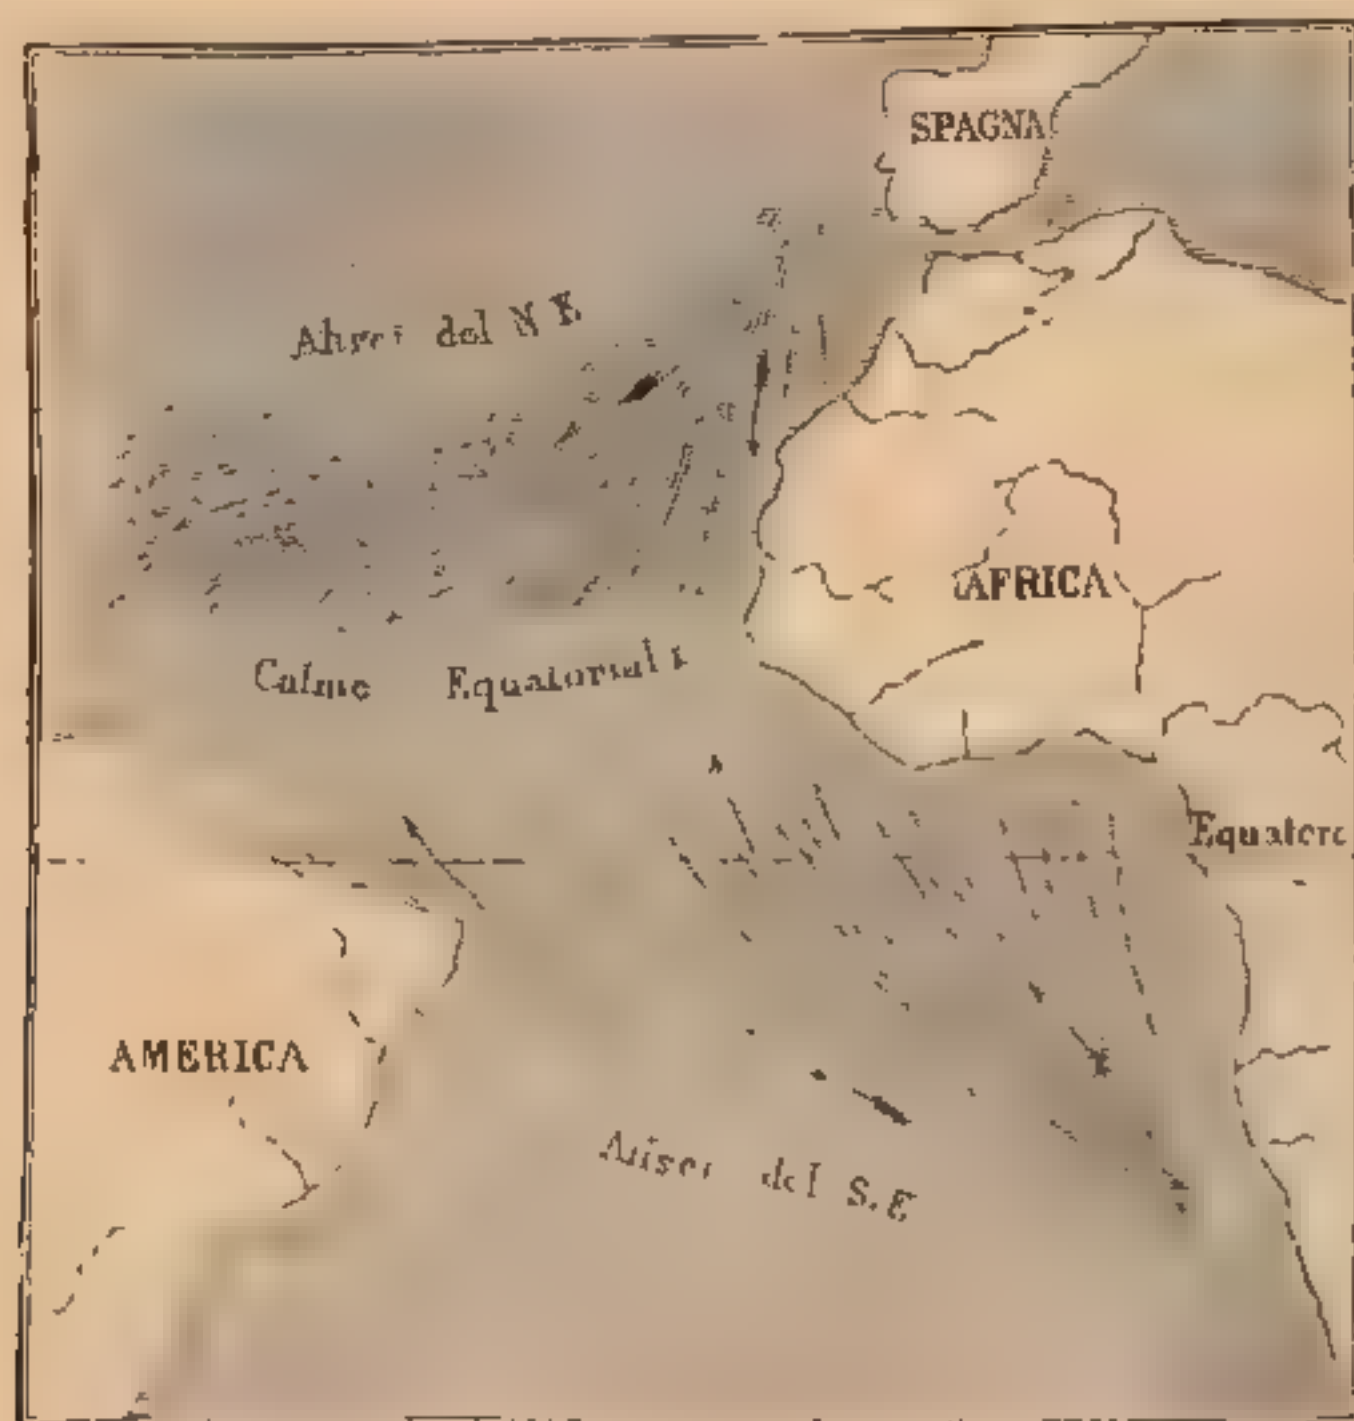 SPAGNA
Alisei del N E
AFRICA
Calme Equatoriali
Equatore
AMERICA
Alisei del S.E